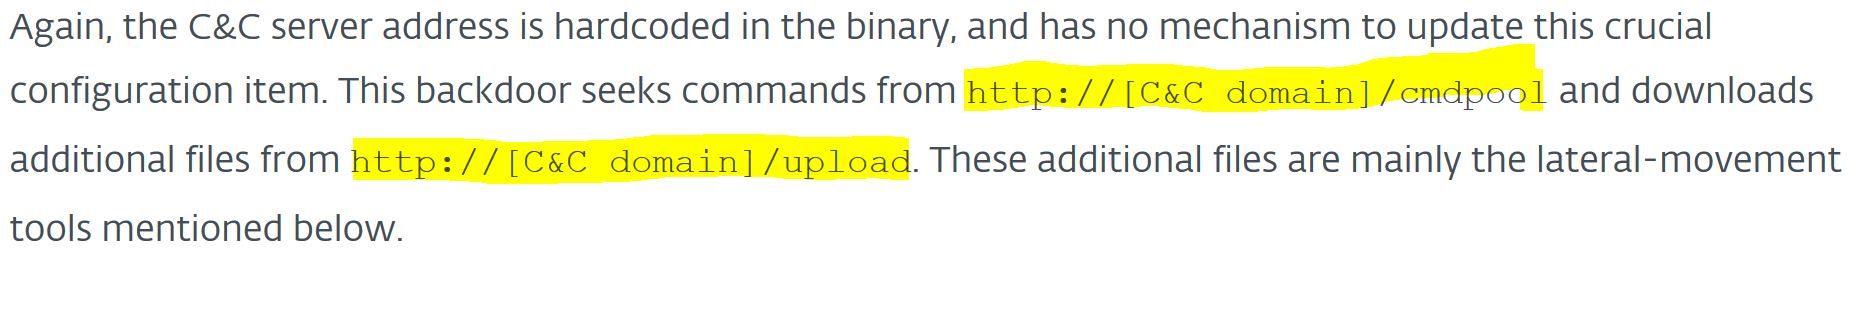 Again, the C&C server address is hardcoded in the binary, and has no mechanism to update this crucial
configuration item. This backdoor seeks commands from http://[C&C domain]/cmdpool and downloads
additional files from http://[C&C domain]/upload. These additional files are mainly the lateral-movement
tools mentioned below.